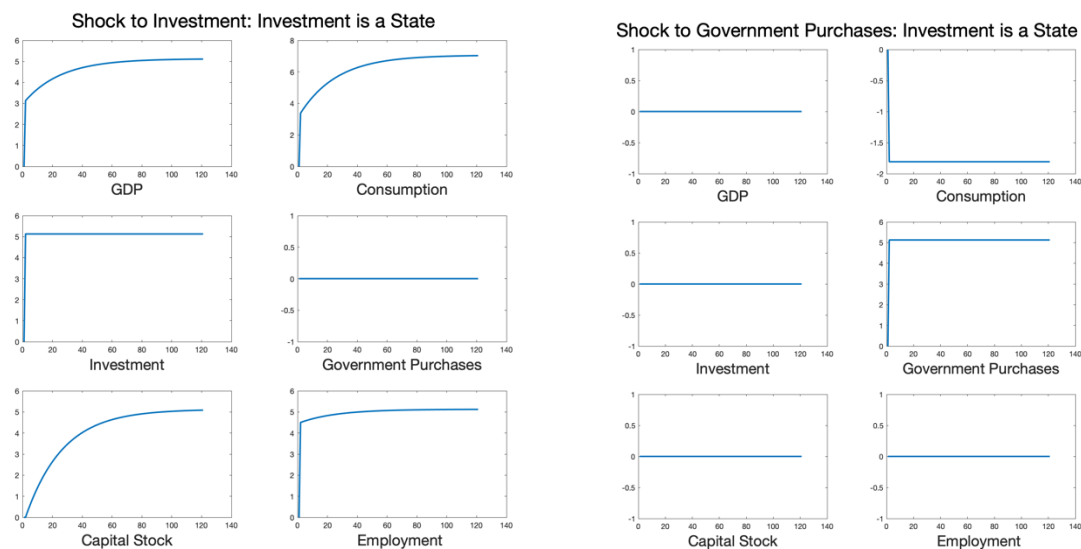 Shock to Investment: Investment is a State
6
5
4
3
2
1
0
0 20 40 60 80 100 120 140
GDP
8
6
4
2
0
0 20 40 60 80 100 120 140
Consumption
6
5
4
3
2
1
0
0 20 40 60 80 100 120 140
Investment
1
0.5
0
-0.5
-1
0 20 40 60 80 100 120 140
Government Purchases
6
5
4
3
2
1
0
0 20 40 60 80 100 120 140
Capital Stock
6
5
4
3
2
1
0
0 20 40 60 80 100 120 140
Employment
Shock to Government Purchases: Investment is a State
1
0.5
0
-0.5
-1
0 20 40 60 80 100 120 140
GDP
0
-0.5
-1
-1.5
-2
0 20 40 60 80 100 120 140
Consumption
1
0.5
0
-0.5
-1
0 20 40 60 80 100 120 140
Investment
6
5
4
3
2
1
0
0 20 40 60 80 100 120 140
Government Purchases
1
0.5
0
-0.5
-1
0 20 40 60 80 100 120 140
Capital Stock
1
0.5
0
-0.5
-1
0 20 40 60 80 100 120 140
Employment